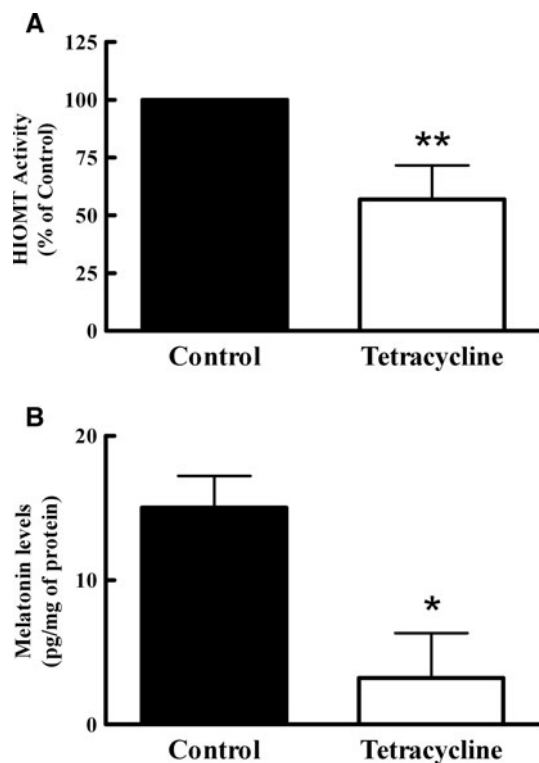 A
HIOMT Activity
(% of Control)
125
100
75
50
25
0
**
Control Tetracycline
B
Melatonin levels
(pg/mg of protein)
20
10
0
*
Control Tetracycline